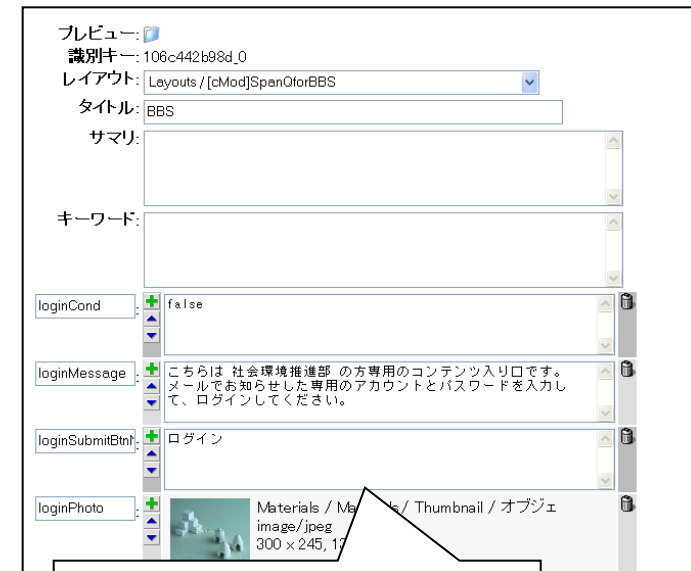 プレビュー:
識別キー: 106c442b98d_0
レイアウト: Layouts / [cMod]SpanQforBBS
タイトル: BBS
サマリ:
キーワード:
loginCond : false
loginMessage : こちらは 社会環境推進部 の方専用のコンテンツ入り口です。
メールでお知らせした専用のアカウントとパスワードを入力し
て、ログインしてください。
loginSubmitBtn : ログイン
loginPhoto : Materials / / Thumbnail / オブジェ
image/jpeg
300 × 245,